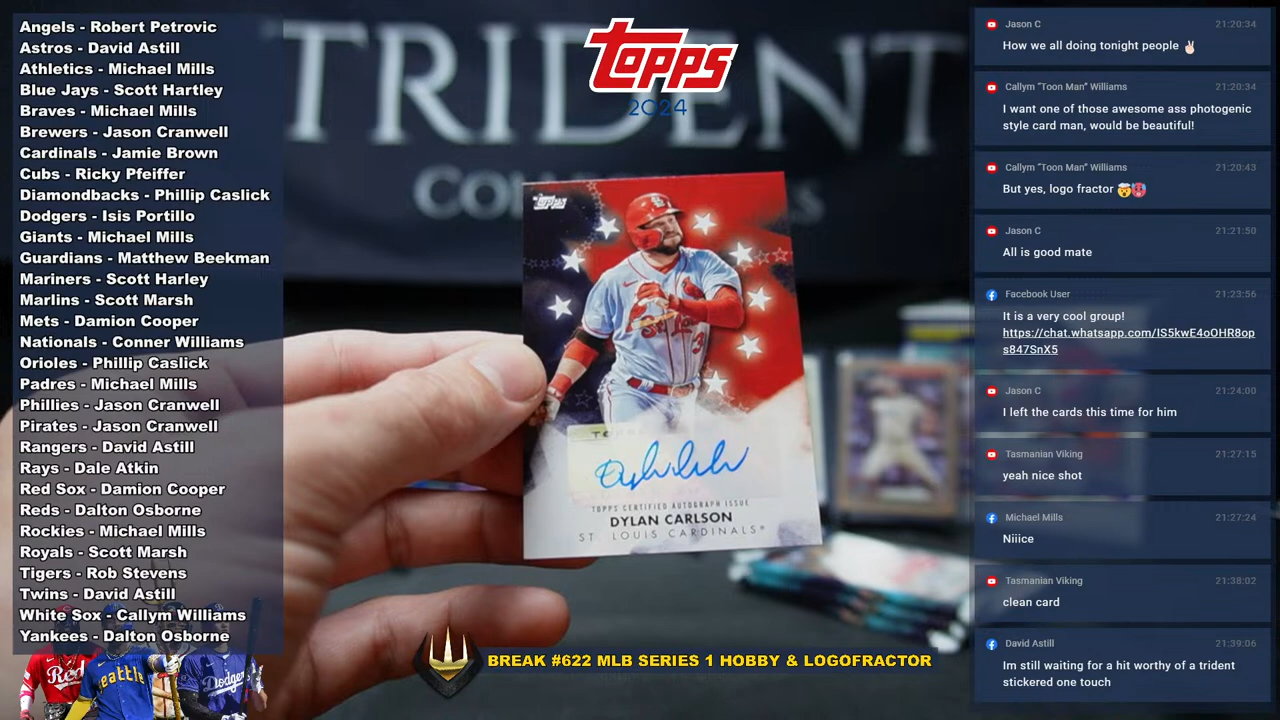 Angels - Robert Petrovic
Astros - David Astill
Athletics - Michael Mills
Blue Jays - Scott Hartley
Braves - Michael Mills
Brewers - Jason Cranwell
Cardinals - Jamie Brown
Cubs - Ricky Pfeiffer
Diamondbacks - Phillip Caslick
Dodgers - Isis Portillo
Giants - Michael Mills
Guardians - Matthew Beekman
Mariners - Scott Harley
Marlins - Scott Marsh
Mets - Damion Cooper
Nationals - Conner Williams
Orioles - Phillip Caslick
Padres - Michael Mills
Phillies - Jason Cranwell
Pirates - Jason Cranwell
Rangers - David Astill
Rays - Dale Atkin
Red Sox - Damion Cooper
Reds - Dalton Osborne
Rockies - Michael Mills
Royals - Scott Marsh
Tigers - Rob Stevens
Twins - David Astill
White Sox - Callym Williams
Yankees - Dalton Osborne
Reds
Seattle
Dodgers
TRIDENT
Topps
2024
Topps
TOPPS CERTIFIED AUTOGRAPH ISSUE
DYLAN CARLSON
ST. LOUIS CARDINALS®
BREAK #622 MLB SERIES 1 HOBBY & LOGOFRACTOR
Jason C 21:20:34
How we all doing tonight people ✌🏻
Callym "Toon Man" Williams 21:20:34
I want one of those awesome ass photogenic
style card man, would be beautiful!
Callym "Toon Man" Williams 21:20:43
But yes, logo fractor 🤯🥵
Jason C 21:21:50
All is good mate
Facebook User 21:23:56
It is a very cool group!
https://chat.whatsapp.com/IS5kwE4oOHR8op
s847SnX5
Jason C 21:24:00
I left the cards this time for him
Tasmanian Viking 21:27:15
yeah nice shot
Michael Mills 21:27:24
Niiice
Tasmanian Viking 21:38:02
clean card
David Astill 21:39:06
Im still waiting for a hit worthy of a trident
stickered one touch